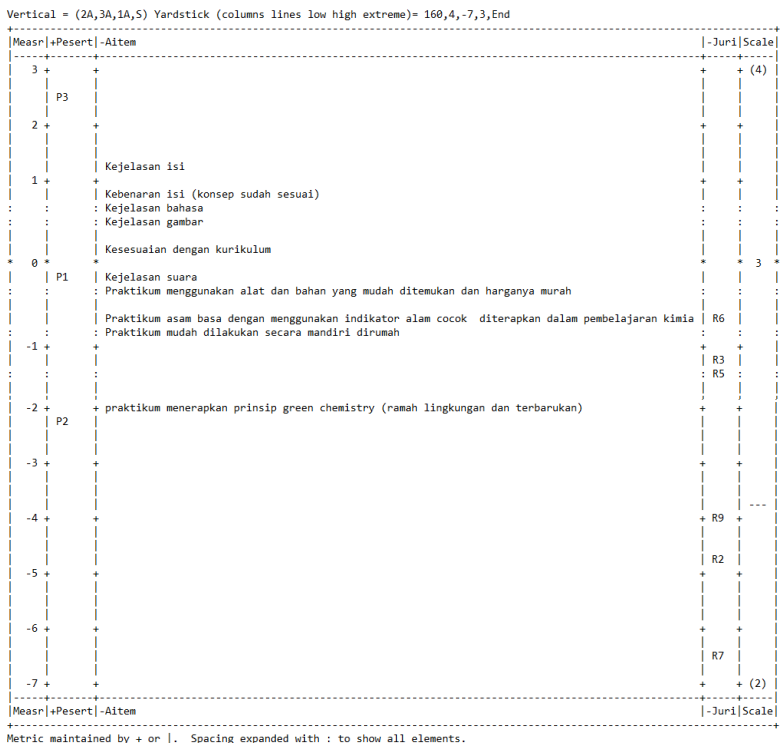 Vertical = (2A,3A,1A,S) Yardstick (columns lines low high extreme)= 160,4,-7,3,End
|Measr|+Pesert|-Aitem |-Juri|Scale|
3 + + + + (4)
P3
2 + + + +
Kejelasan isi
1 + + + +
Kebenaran isi (konsep sudah sesuai)
: : : Kejelasan bahasa : : :
: : : Kejelasan gambar : : :
Kesesuaian dengan kurikulum
* 0 * * * * 3 *
P1 | Kejelasan suara
: : : Praktikum menggunakan alat dan bahan yang mudah ditemukan dan harganya murah : : :
Praktikum asam basa dengan menggunakan indikator alam cocok diterapkan dalam pembelajaran kimia | R6
: : : Praktikum mudah dilakukan secara mandiri dirumah : : :
-1 + + + +
R3
: : : : R5 : :
-2 + + praktikum menerapkan prinsip green chemistry (ramah lingkungan dan terbarukan) + +
P2
-3 + + + +
---
-4 + + + R9 +
R2
-5 + + + +
-6 + + + +
R7
-7 + + + + (2)
|Measr|+Pesert|-Aitem |-Juri|Scale|
Metric maintained by + or |. Spacing expanded with : to show all elements.